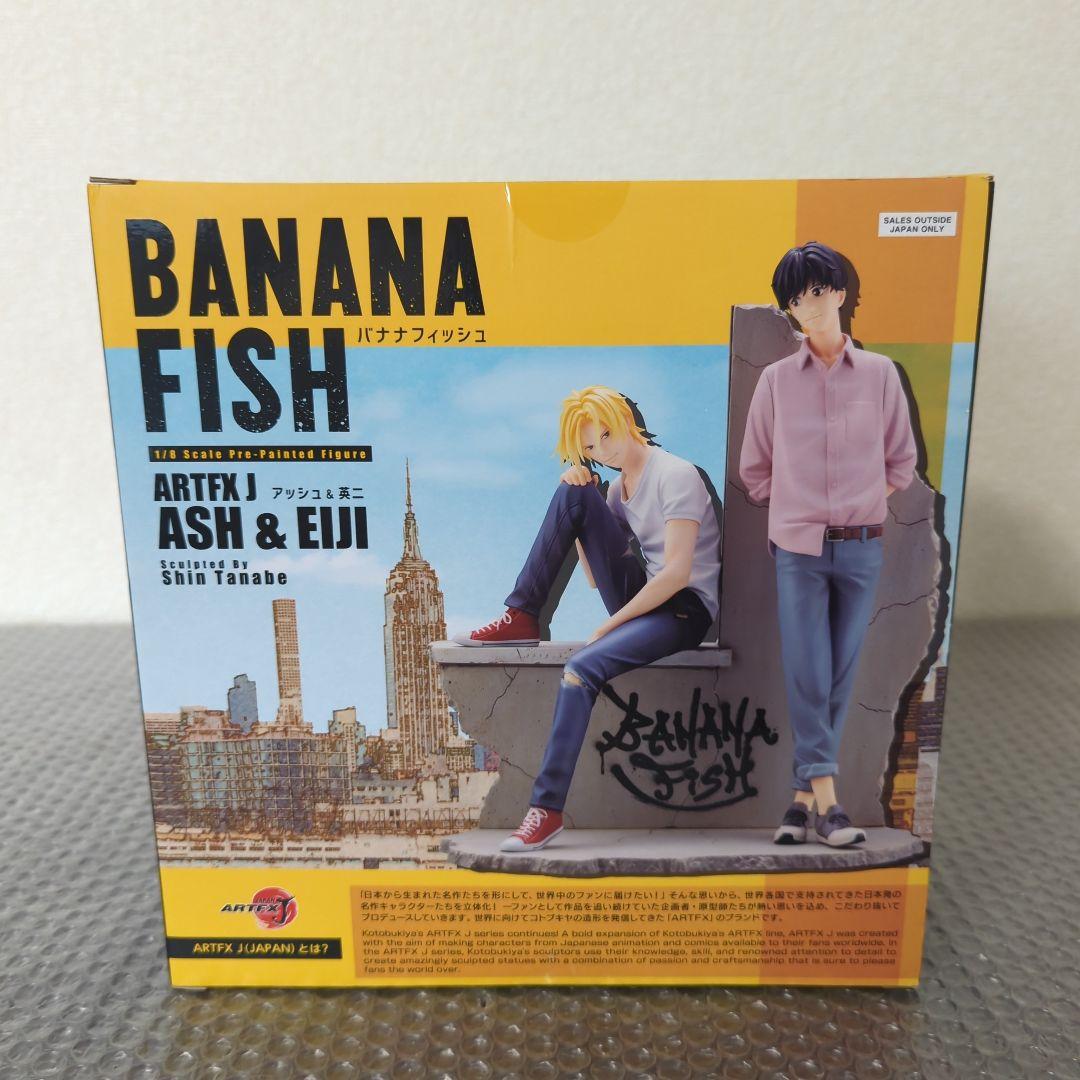 BANANA
FISH
バナナフィッシュ
1/8 Scale Pre-Painted Figure
ARTFX J アッシュ&英二
ASH & EIJI
Sculpted By
Shin Tanabe
SALES OUTSIDE
JAPAN ONLY
BANANA
FISH
JAPAN
ARTFX J
ARTFX J(JAPAN) とは?
「日本から生まれた名作たちを形にして、世界中のファンに届けたい!」そんな思いから、世界各国で支持されてきた日本発の
名作キャラクターたちを立体化! 一ファンとして作品を追い続けていた企画者・原型師たちが熱い思いを込め、こだわり抜いて
プロデュースしていきます。世界に向けてコトブキヤの造形を発信してきた「ARTFX」のブランドです。
Kotobukiya's ARTFX J series continues! A bold expansion of Kotobukiya's ARTFX line, ARTFX J was created
with the aim of making characters from Japanese animation and comics available to their fans worldwide. In
the ARTFX J series, Kotobukiya's sculptors use their knowledge, skill, and renowned attention to detail to
create amazingly sculpted statues with a combination of passion and craftsmanship that is sure to please
fans the world over.